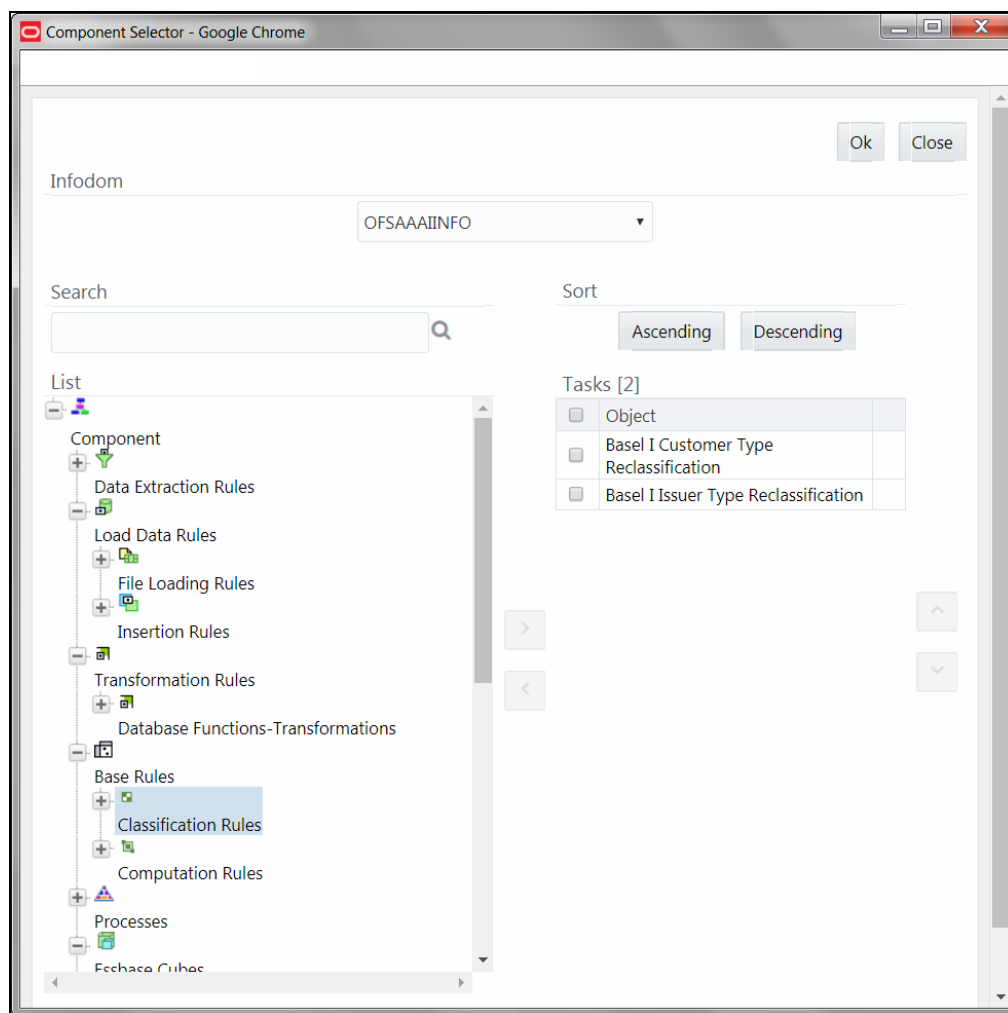 Component Selector - Google Chrome
Ok
Close
Infodom
OFSAAAIINFO
Search
Sort
Ascending
Descending
List
Tasks [2]
Component
Data Extraction Rules
Load Data Rules
File Loading Rules
Insertion Rules
Transformation Rules
Database Functions-Transformations
Base Rules
Classification Rules
Computation Rules
Processes
Essbase Cubes
Object
Basel I Customer Type
Reclassification
Basel I Issuer Type Reclassification